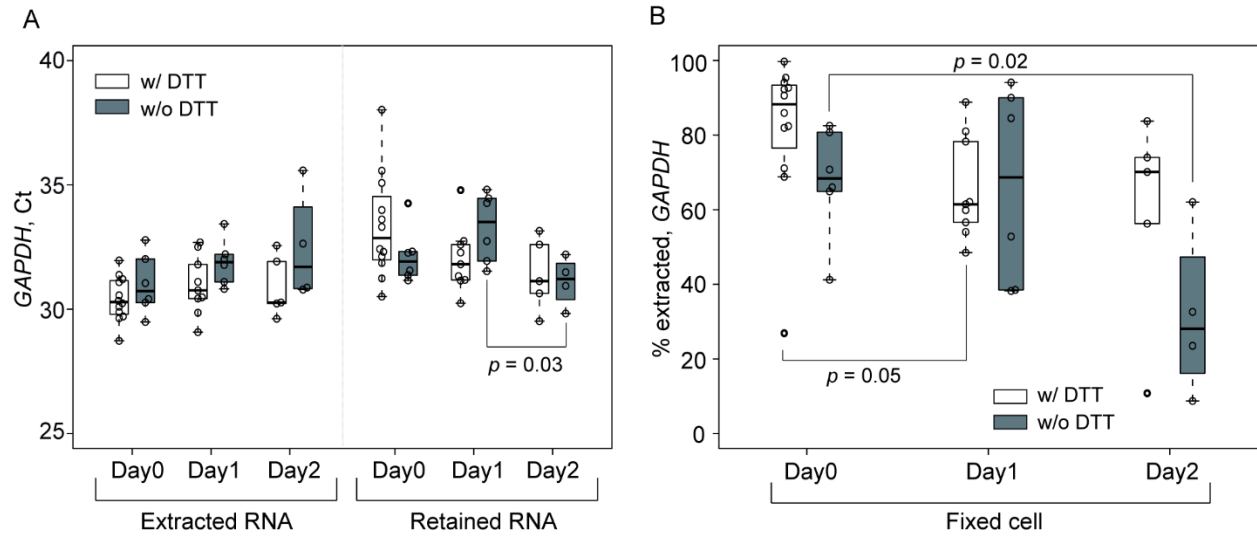 A
GAPDH, Ct
40
35
30
25
w/ DTT
w/o DTT
p = 0.03
Day0 Day1 Day2 Day0 Day1 Day2
Extracted RNA Retained RNA
B
% extracted, GAPDH
100
80
60
40
20
0
p = 0.02
p = 0.05
w/ DTT
w/o DTT
Day0 Day1 Day2
Fixed cell